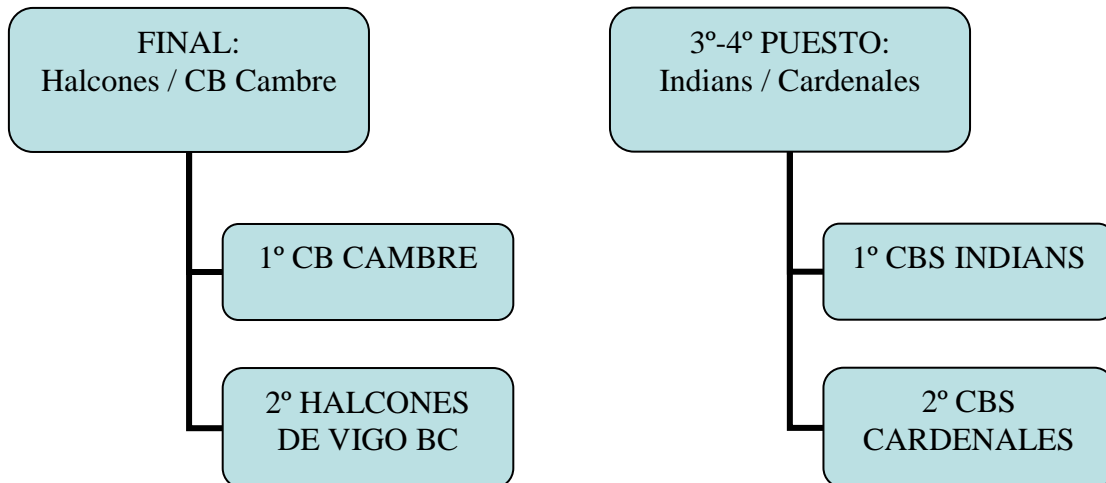 FINAL:
Halcones / CB Cambre
1º CB CAMBRE
2º HALCONES
DE VIGO BC
3º-4º PUESTO:
Indians / Cardenales
1º CBS INDIANS
2º CBS
CARDENALES